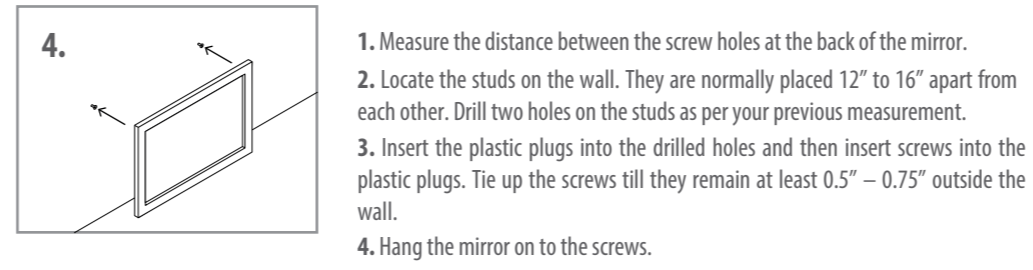 4.
1. Measure the distance between the screw holes at the back of the mirror.
2. Locate the studs on the wall. They are normally placed 12” to 16” apart from
each other. Drill two holes on the studs as per your previous measurement.
3. Insert the plastic plugs into the drilled holes and then insert screws into the
plastic plugs. Tie up the screws till they remain at least 0.5” – 0.75” outside the
wall.
4. Hang the mirror on to the screws.